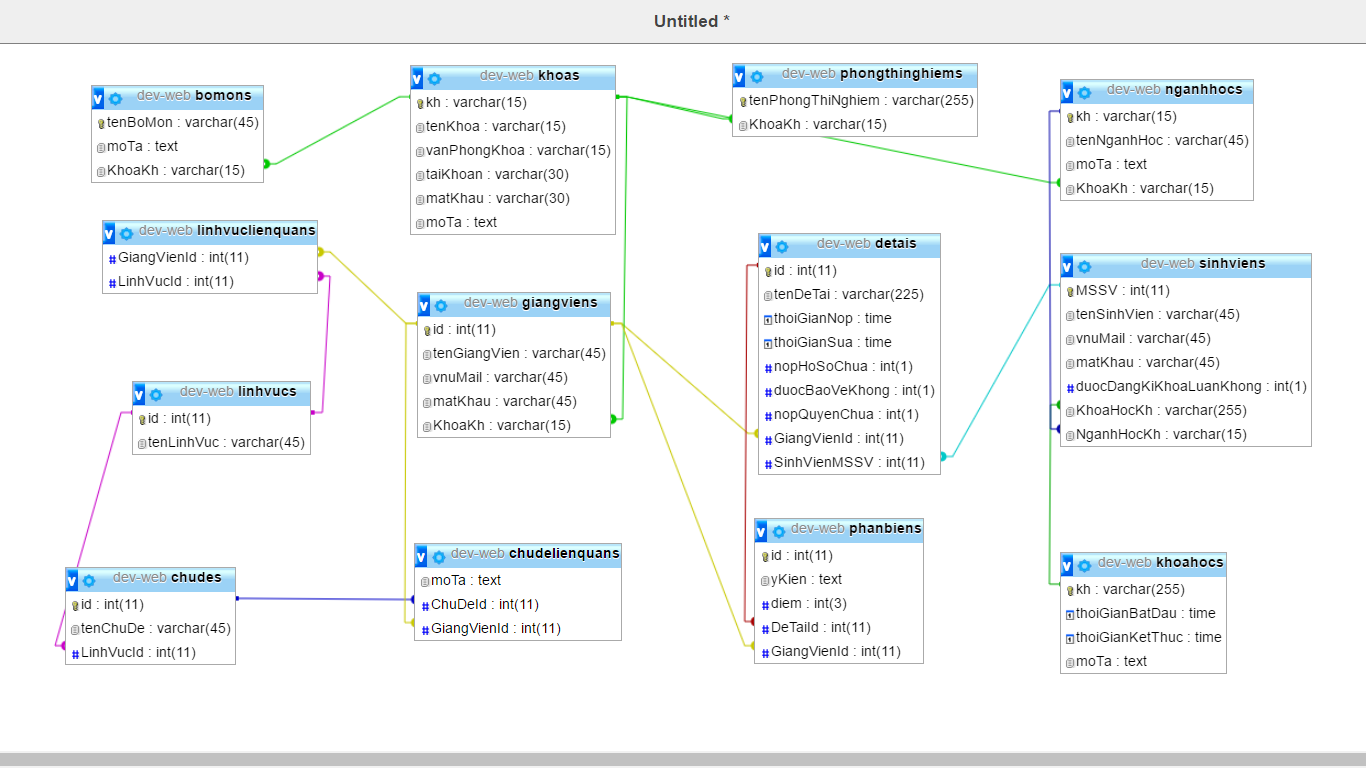 Untitled *
dev-web bomons
tenBoMon : varchar(45)
moTa : text
KhoaKh : varchar(15)
dev-web khoas
kh : varchar(15)
tenKhoa : varchar(15)
vanPhongKhoa : varchar(15)
taiKhoan : varchar(30)
matKhau : varchar(30)
moTa : text
dev-web phongthinghiems
tenPhongThiNghiem : varchar(255)
KhoaKh : varchar(15)
dev-web nganhhocs
kh : varchar(15)
tenNganhHoc : varchar(45)
moTa : text
KhoaKh : varchar(15)
dev-web linhvuclienquans
GiangVienId : int(11)
LinhVucId : int(11)
dev-web giangviens
id : int(11)
tenGiangVien : varchar(45)
vnuMail : varchar(45)
matKhau : varchar(45)
KhoaKh : varchar(15)
dev-web detais
id : int(11)
tenDeTai : varchar(225)
thoiGianNop : time
thoiGianSua : time
nopHoSoChua : int(1)
duocBaoVeKhong : int(1)
nopQuyenChua : int(1)
GiangVienId : int(11)
SinhVienMSSV : int(11)
dev-web sinhviens
MSSV : int(11)
tenSinhVien : varchar(45)
vnuMail : varchar(45)
matKhau : varchar(45)
duocDangKiKhoaLuanKhong : int(1)
KhoaHocKh : varchar(255)
NganhHocKh : varchar(15)
dev-web linhvucs
id : int(11)
tenLinhVuc : varchar(45)
dev-web chudes
id : int(11)
tenChuDe : varchar(45)
LinhVucId : int(11)
dev-web chudelienquans
moTa : text
ChuDeId : int(11)
GiangVienId : int(11)
dev-web phanbiens
id : int(11)
yKien : text
diem : int(3)
DeTaiId : int(11)
GiangVienId : int(11)
dev-web khoahocs
kh : varchar(255)
thoiGianBatDau : time
thoiGianKetThuc : time
moTa : text